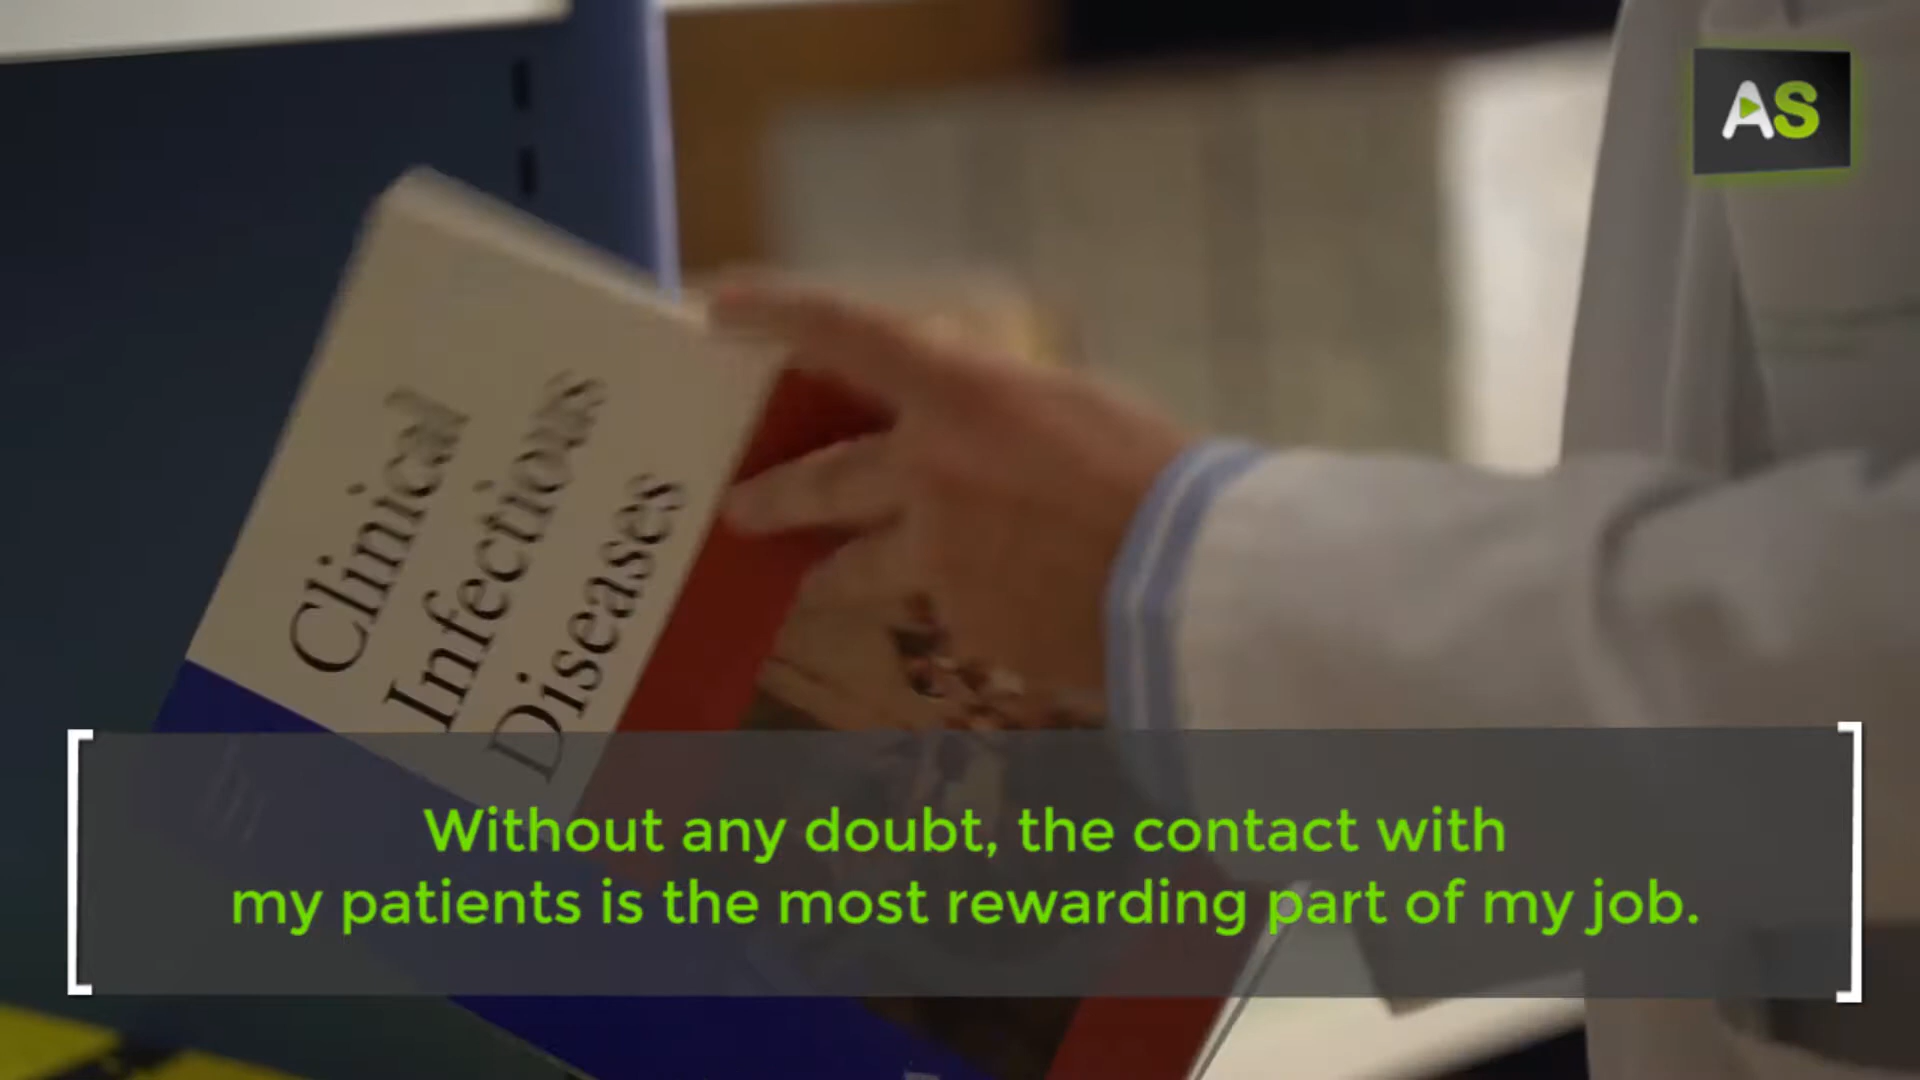 AS
Clinical
Infectious
Diseases
Without any doubt, the contact with
my patients is the most rewarding part of my job.